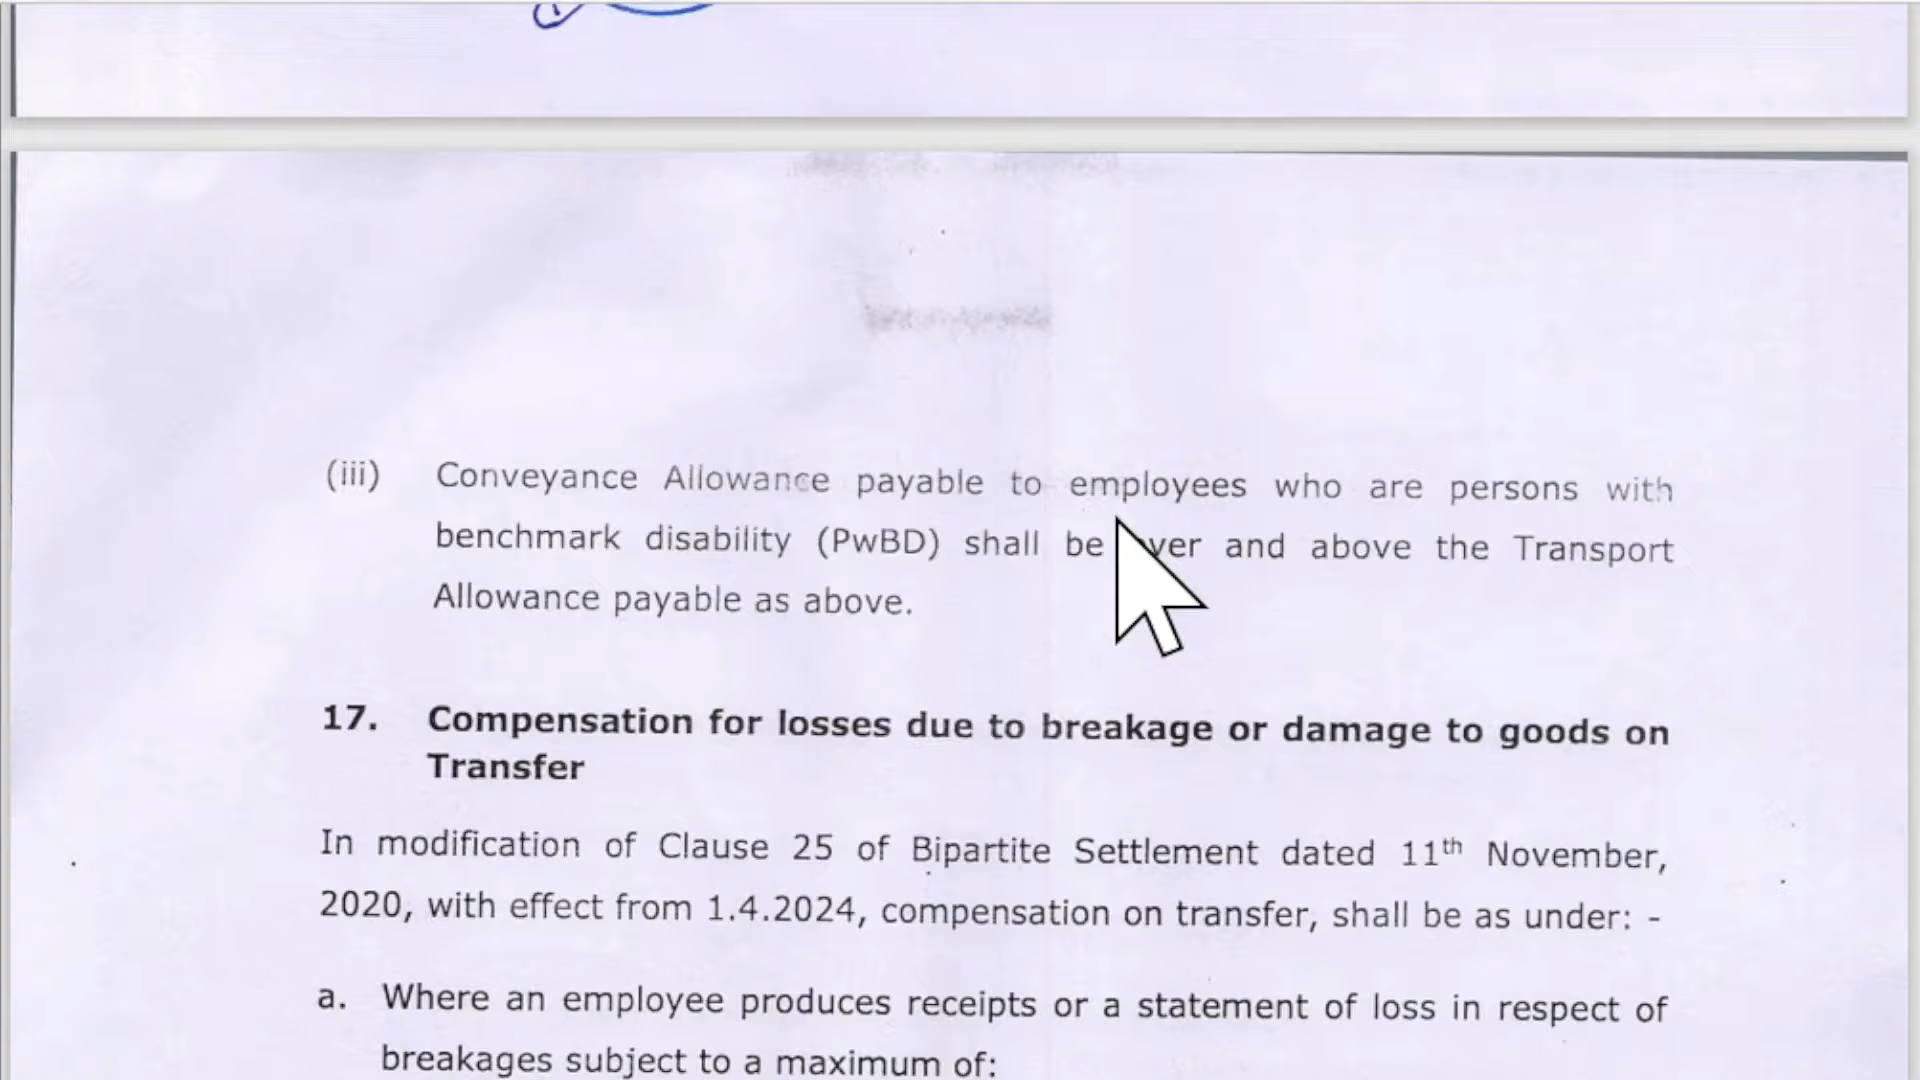 (iii) Conveyance Allowance payable to employees who are persons with
benchmark disability (PwBD) shall be and above the Transport
Allowance payable as above.
17. Compensation for losses due to breakage or damage to goods on
Transfer
In modification of Clause 25 of Bipartite Settlement dated 11th November,
2020, with effect from 1.4.2024, compensation on transfer, shall be as under: -
a. Where an employee produces receipts or a statement of loss in respect of
breakages subject to a maximum of: